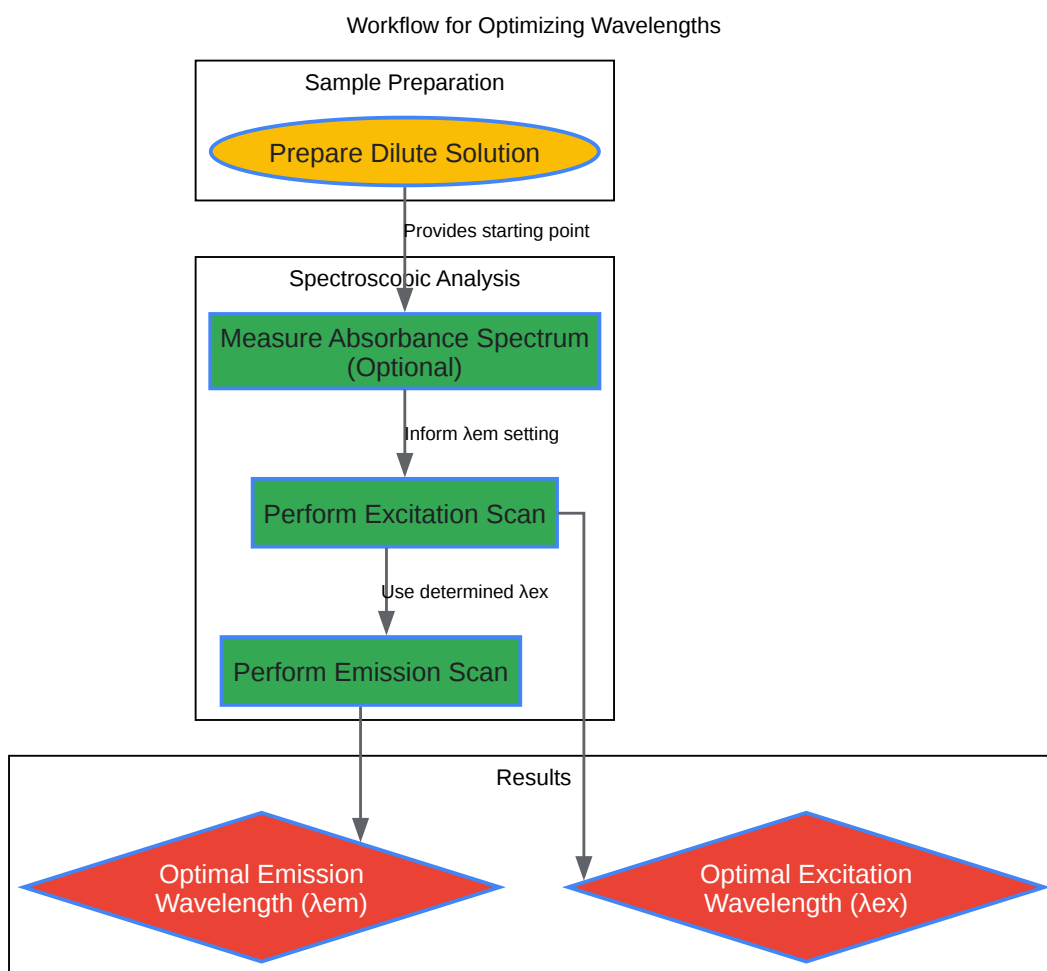 Workflow for Optimizing Wavelengths
Sample Preparation
Prepare Dilute Solution
Provides starting point
Spectroscopic Analysis
Measure Absorbance Spectrum
(Optional)
Inform λem setting
Perform Excitation Scan
Use determined λex
Perform Emission Scan
Results
Optimal Emission
Wavelength (λem)
Optimal Excitation
Wavelength (λex)